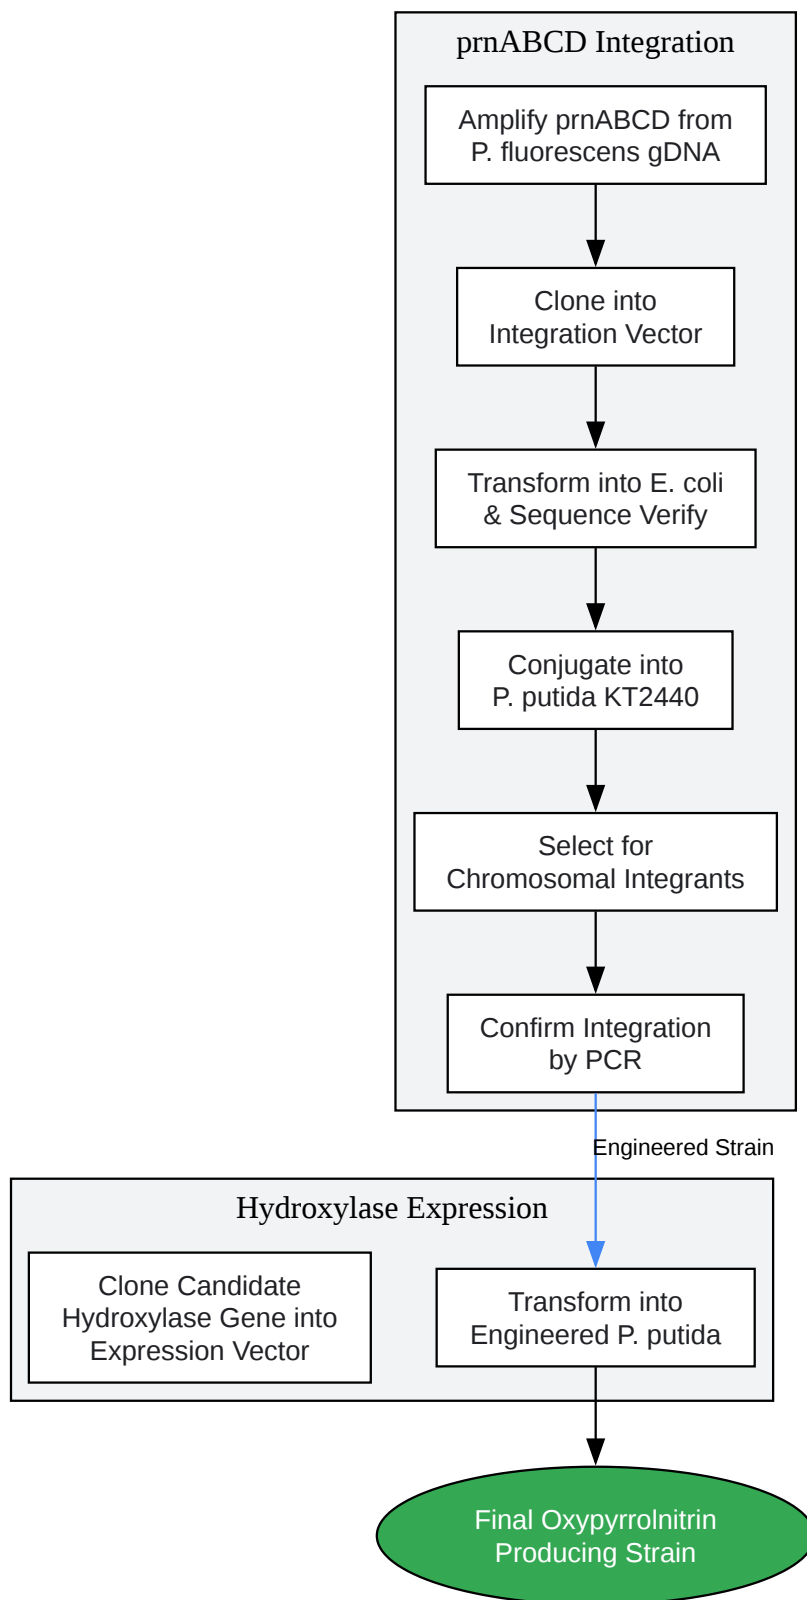 prnABCD Integration
Amplify prnABCD from
P. fluorescens gDNA
Clone into
Integration Vector
Transform into E. coli
& Sequence Verify
Conjugate into
P. putida KT2440
Select for
Chromosomal Integrants
Confirm Integration
by PCR
Engineered Strain
Hydroxylase Expression
Clone Candidate
Hydroxylase Gene into
Expression Vector
Transform into
Engineered P. putida
Final Oxypyrrolnitrin
Producing Strain